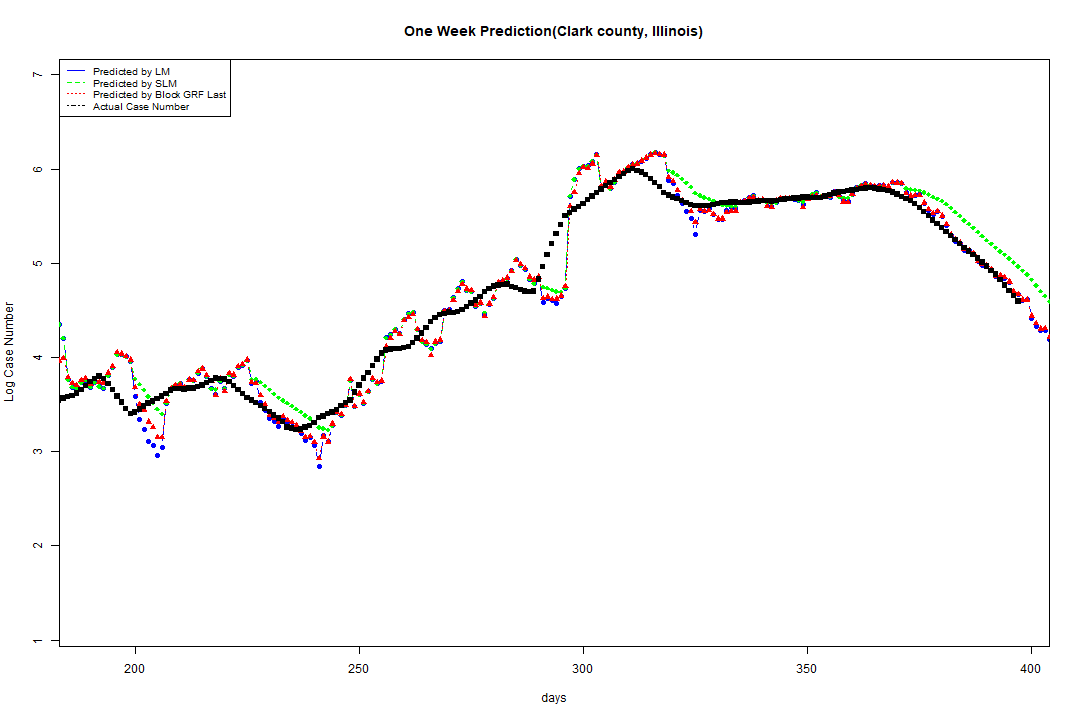 One Week Prediction(Clark county, Illinois)
Predicted by LM
Predicted by SLM
Predicted by Block GRF Last
Actual Case Number
7
6
5
4
3
2
1
Log Case Number
200 250 300 350 400
days